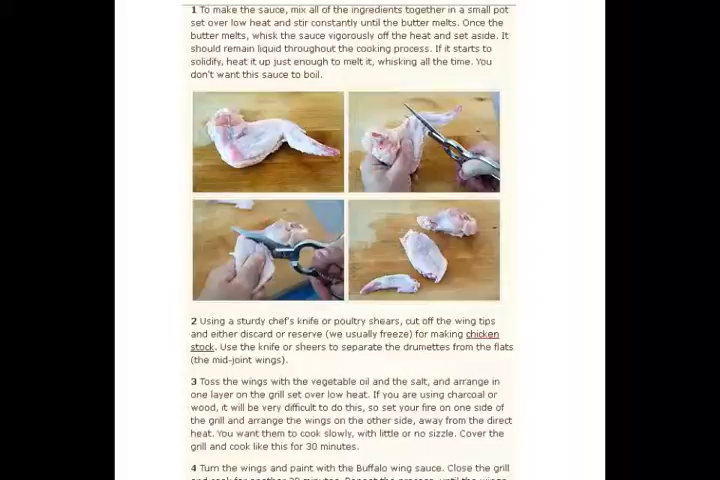 1 To make the sauce, mix all of the ingredients together in a small pot
set over low heat and stir constantly until the butter melts. Once the
butter melts, whisk the sauce vigorously off the heat and set aside. It
should remain liquid throughout the cooking process. If it starts to
solidify, heat it up just enough to melt it, whisking all the time. You
don't want this sauce to boil.
2 Using a sturdy chef's knife or poultry shears, cut off the wing tips
and either discard or reserve (we usually freeze) for making chicken
stock. Use the knife or sheers to separate the drumettes from the flats
(the mid-joint wings).
3 Toss the wings with the vegetable oil and the salt, and arrange in
one layer on the grill set over low heat. If you are using charcoal or
wood, it will be very difficult to do this, so set your fire on one side of
the grill and arrange the wings on the other side, away from the direct
heat. You want them to cook slowly, with little or no sizzle. Cover the
grill and cook like this for 30 minutes.
4 Turn the wings and paint with the Buffalo wing sauce. Close the grill